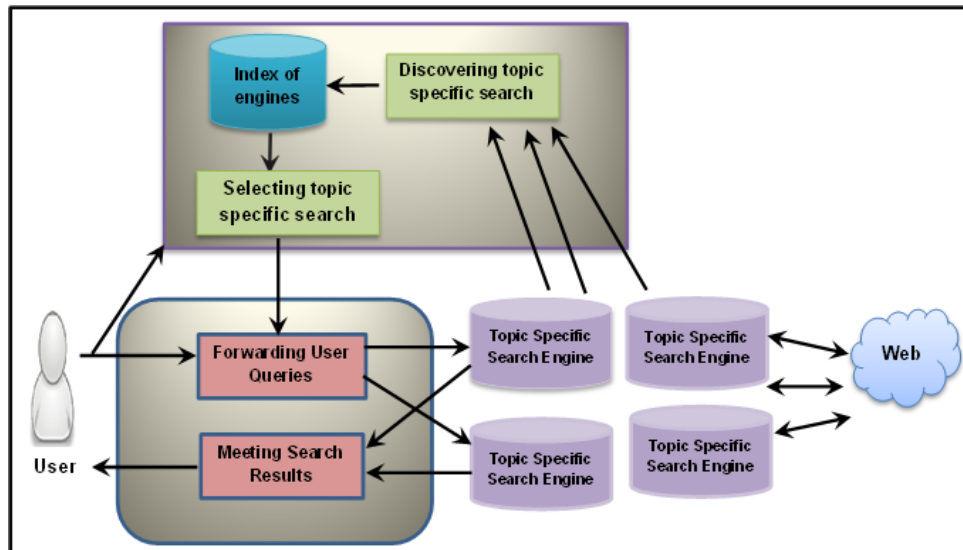 Index of
engines
Discovering topic
specific search
Selecting topic
specific search
Forwarding User
Queries
Topic Specific
Search Engine
Topic Specific
Search Engine
Web
User
Meeting Search
Results
Topic Specific
Search Engine
Topic Specific
Search Engine